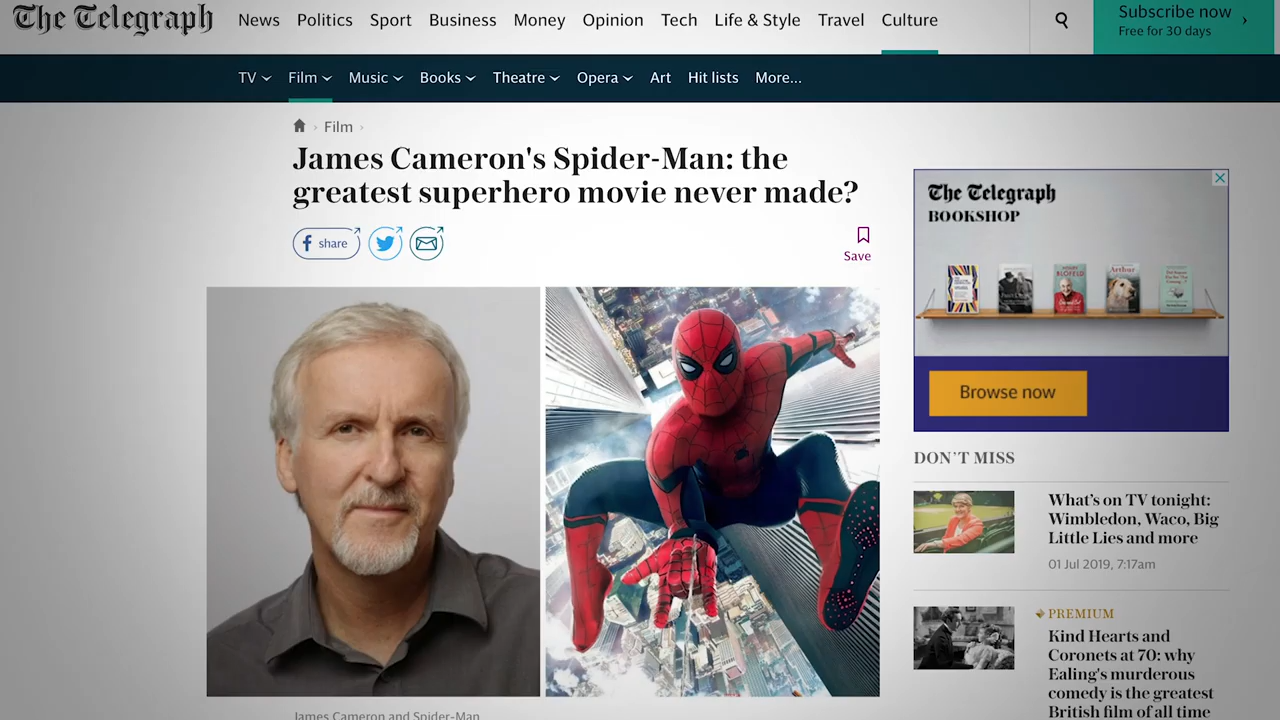 The Telegraph
News Politics Sport Business Money Opinion Tech Life & Style Travel Culture
Subscribe now
Free for 30 days
TV Film Music Books Theatre Opera Art Hit lists More...
Film
James Cameron's Spider-Man: the
greatest superhero movie never made?
share
Save
The Telegraph
BOOKSHOP
BLOFELD
Arthur
Browse now
DON'T MISS
What's on TV tonight:
Wimbledon, Waco, Big
Little Lies and more
01 Jul 2019, 7:17am
PREMIUM
Kind Hearts and
Coronets at 70: why
Ealing's murderous
comedy is the greatest
British film of all time
James Cameron and Spider-Man